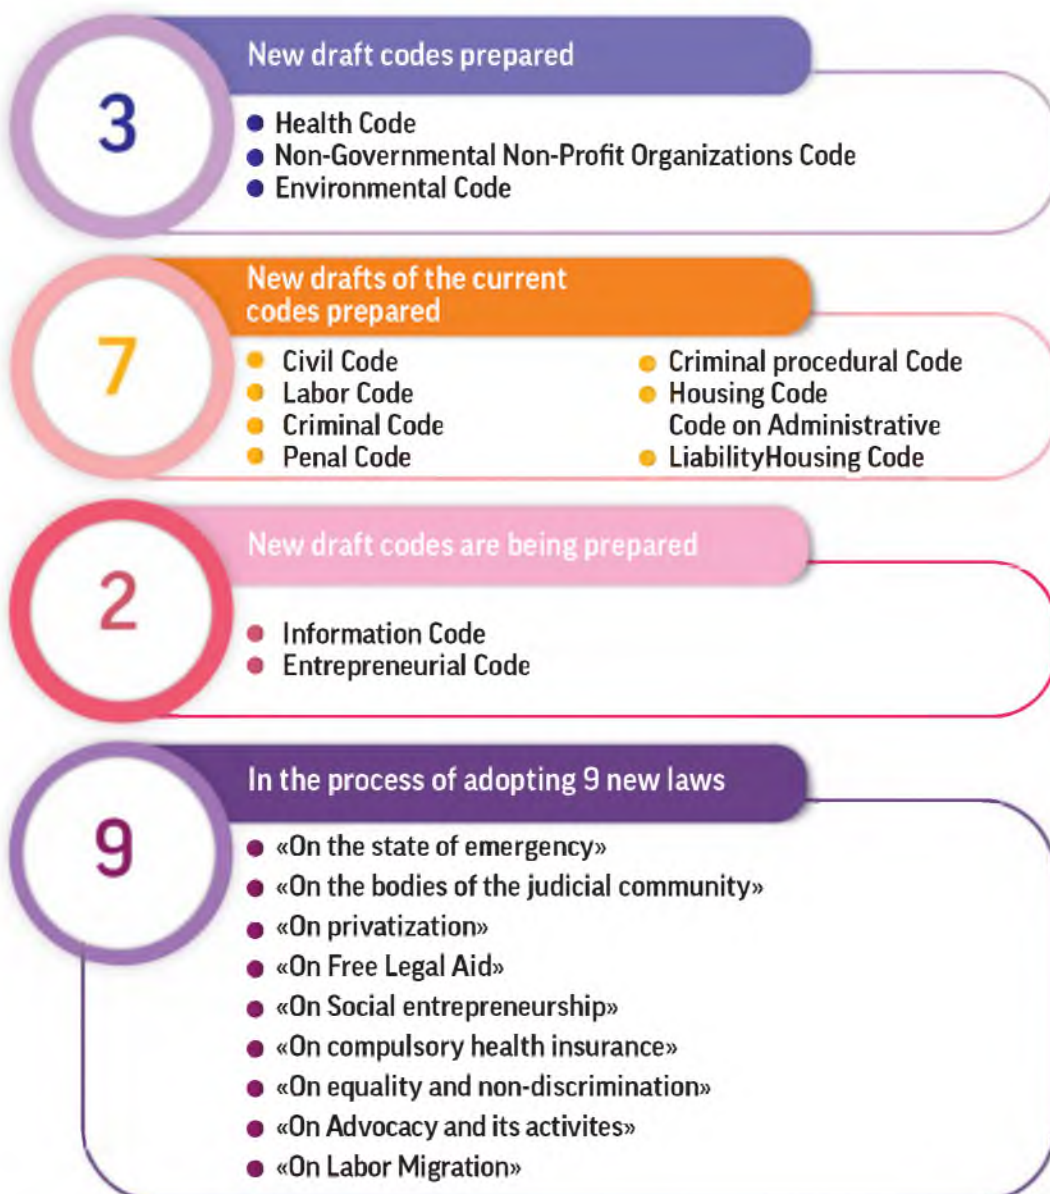 3
New draft codes prepared
Health Code
Non-Governmental Non-Profit Organizations Code
Environmental Code
7
New drafts of the current
codes prepared
Civil Code
Labor Code
Criminal Code
Penal Code
Criminal procedural Code
Housing Code
Code on Administrative
LiabilityHousing Code
2
New draft codes are being prepared
Information Code
Entrepreneurial Code
9
In the process of adopting 9 new laws
«On the state of emergency»
«On the bodies of the judicial community»
«On privatization»
«On Free Legal Aid»
«On Social entrepreneurship»
«On compulsory health insurance»
«On equality and non-discrimination»
«On Advocacy and its activites»
«On Labor Migration»